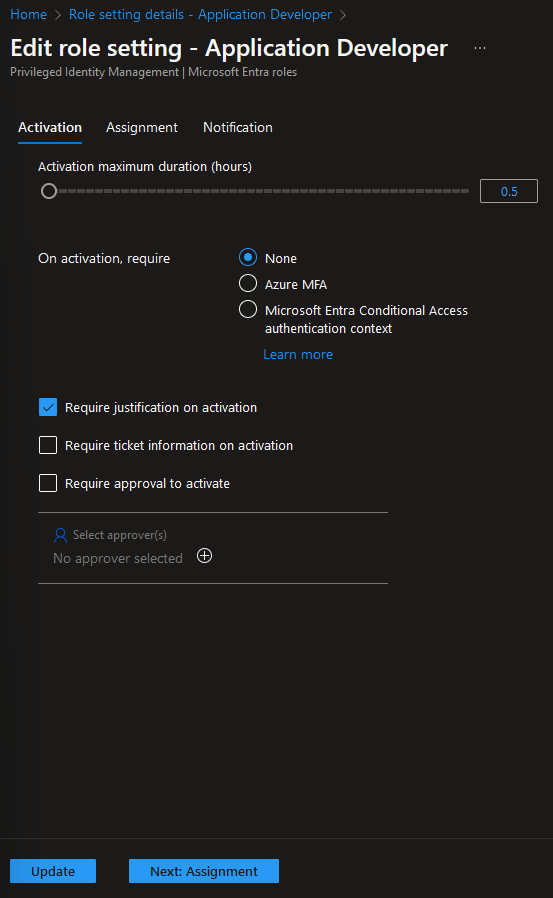 Home > Role setting details - Application Developer >
Edit role setting - Application Developer ...
Privileged Identity Management | Microsoft Entra roles
Activation Assignment Notification
Activation maximum duration (hours)
0.5
On activation, require
None
Azure MFA
Microsoft Entra Conditional Access
authentication context
Learn more
Require justification on activation
Require ticket information on activation
Require approval to activate
Select approver(s)
No approver selected
Update
Next: Assignment